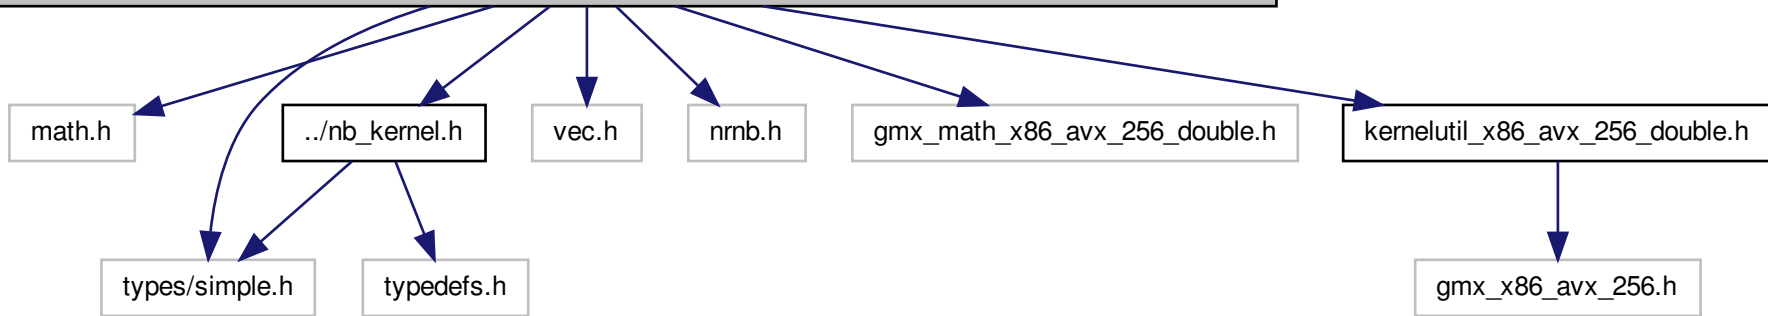 math.h
../nb_kernel.h
vec.h
nrnb.h
gmx_math_x86_avx_256_double.h
kernelutil_x86_avx_256_double.h
types/simple.h
typedefs.h
gmx_x86_avx_256.h